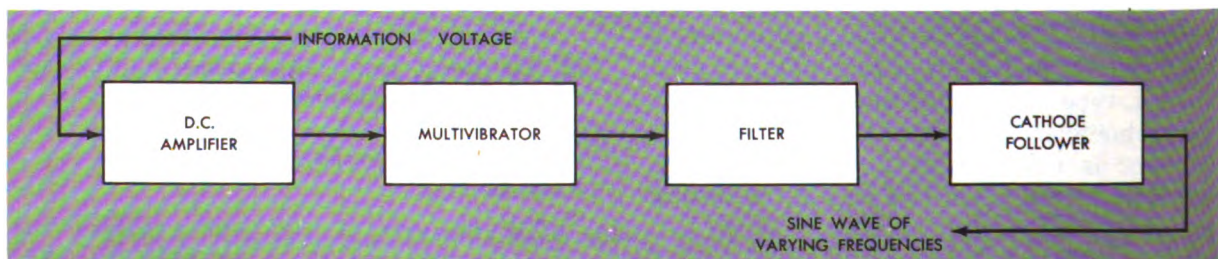 INFORMATION VOLTAGE
D.C.
AMPLIFIER
MULTIVIBRATOR
FILTER
CATHODE
FOLLOWER
SINE WAVE OF
VARYING FREQUENCIES